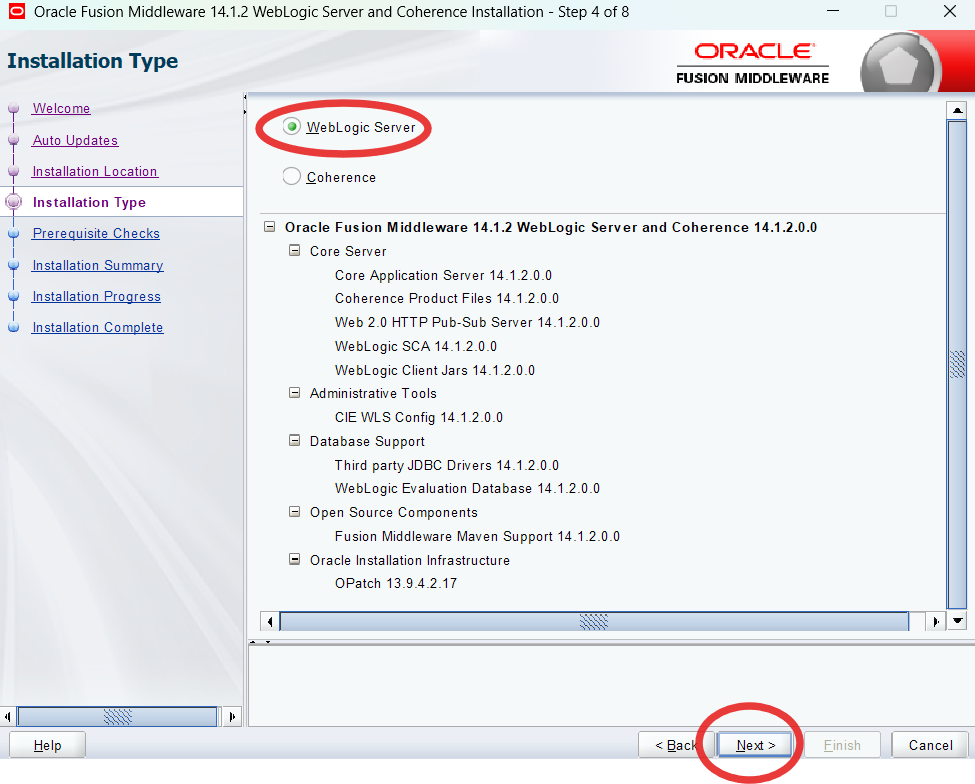 Oracle Fusion Middleware 14.1.2 WebLogic Server and Coherence Installation - Step 4 of 8
Installation Type
ORACLE
FUSION MIDDLEWARE
Welcome
Auto Updates
Installation Location
Installation Type
Prerequisite Checks
Installation Summary
Installation Progress
Installation Complete
WebLogic Server
Coherence
Oracle Fusion Middleware 14.1.2 WebLogic Server and Coherence 14.1.2.0.0
Core Server
Core Application Server 14.1.2.0.0
Coherence Product Files 14.1.2.0.0
Web 2.0 HTTP Pub-Sub Server 14.1.2.0.0
WebLogic SCA 14.1.2.0.0
WebLogic Client Jars 14.1.2.0.0
Administrative Tools
CIE WLS Config 14.1.2.0.0
Database Support
Third party JDBC Drivers 14.1.2.0.0
WebLogic Evaluation Database 14.1.2.0.0
Open Source Components
Fusion Middleware Maven Support 14.1.2.0.0
Oracle Installation Infrastructure
OPatch 13.9.4.2.17
Help
< Back
Next >
Finish
Cancel